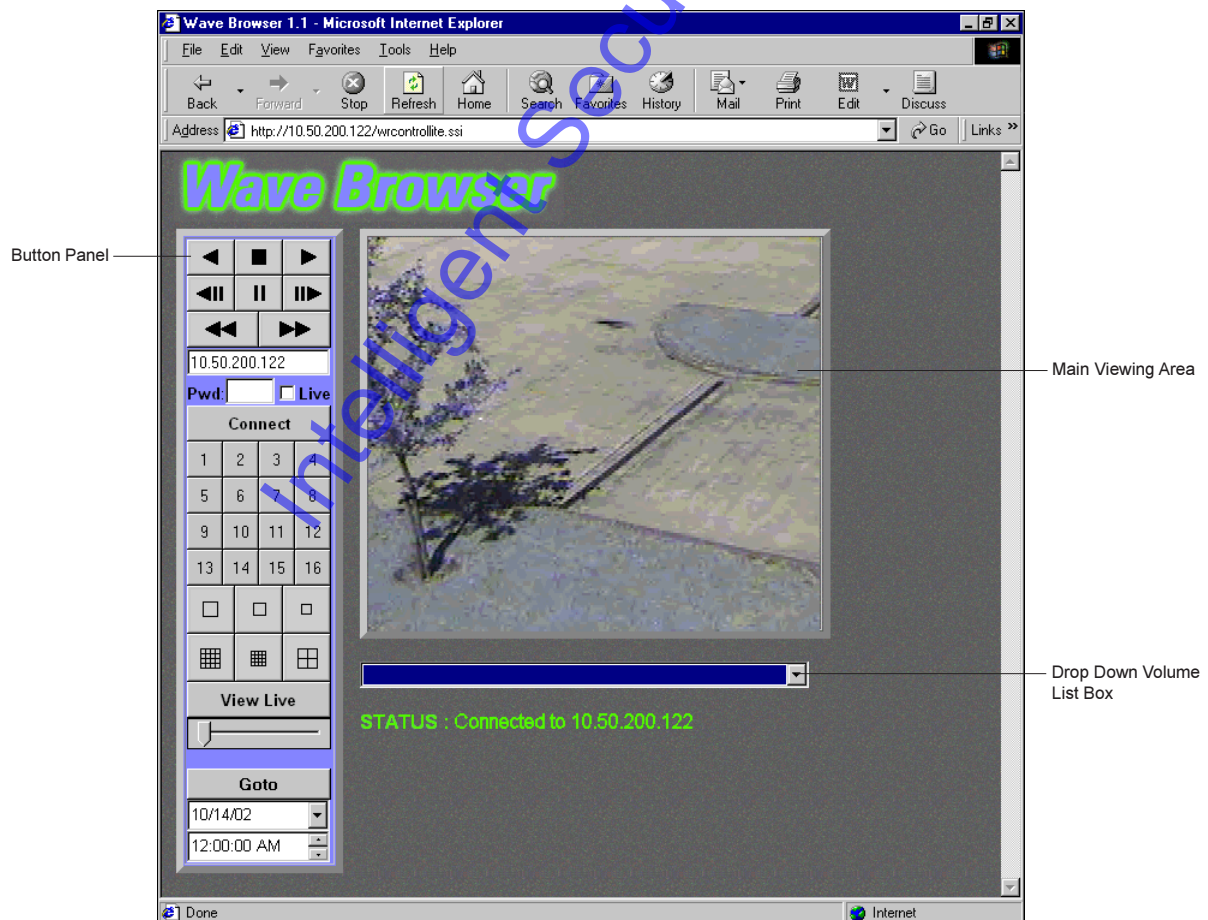 Wave Browser 1.1 - Microsoft Internet Explorer
File Edit View Favorites Tools Help
Back Forward Stop Refresh Home Search Favorites History Mail Print Edit Discuss
Address http://10.50.200.122/wrcontrollite.ssi Go Links »
Wave Browser
Button Panel
10.50.200.122
Pwd: Live
Connect
1 2 3 4
5 6 7 8
9 10 11 12
13 14 15 16
View Live
Goto
10/14/02
12:00:00 AM
Main Viewing Area
Drop Down Volume
List Box
STATUS : Connected to 10.50.200.122
Done Internet
Intelligent Secu